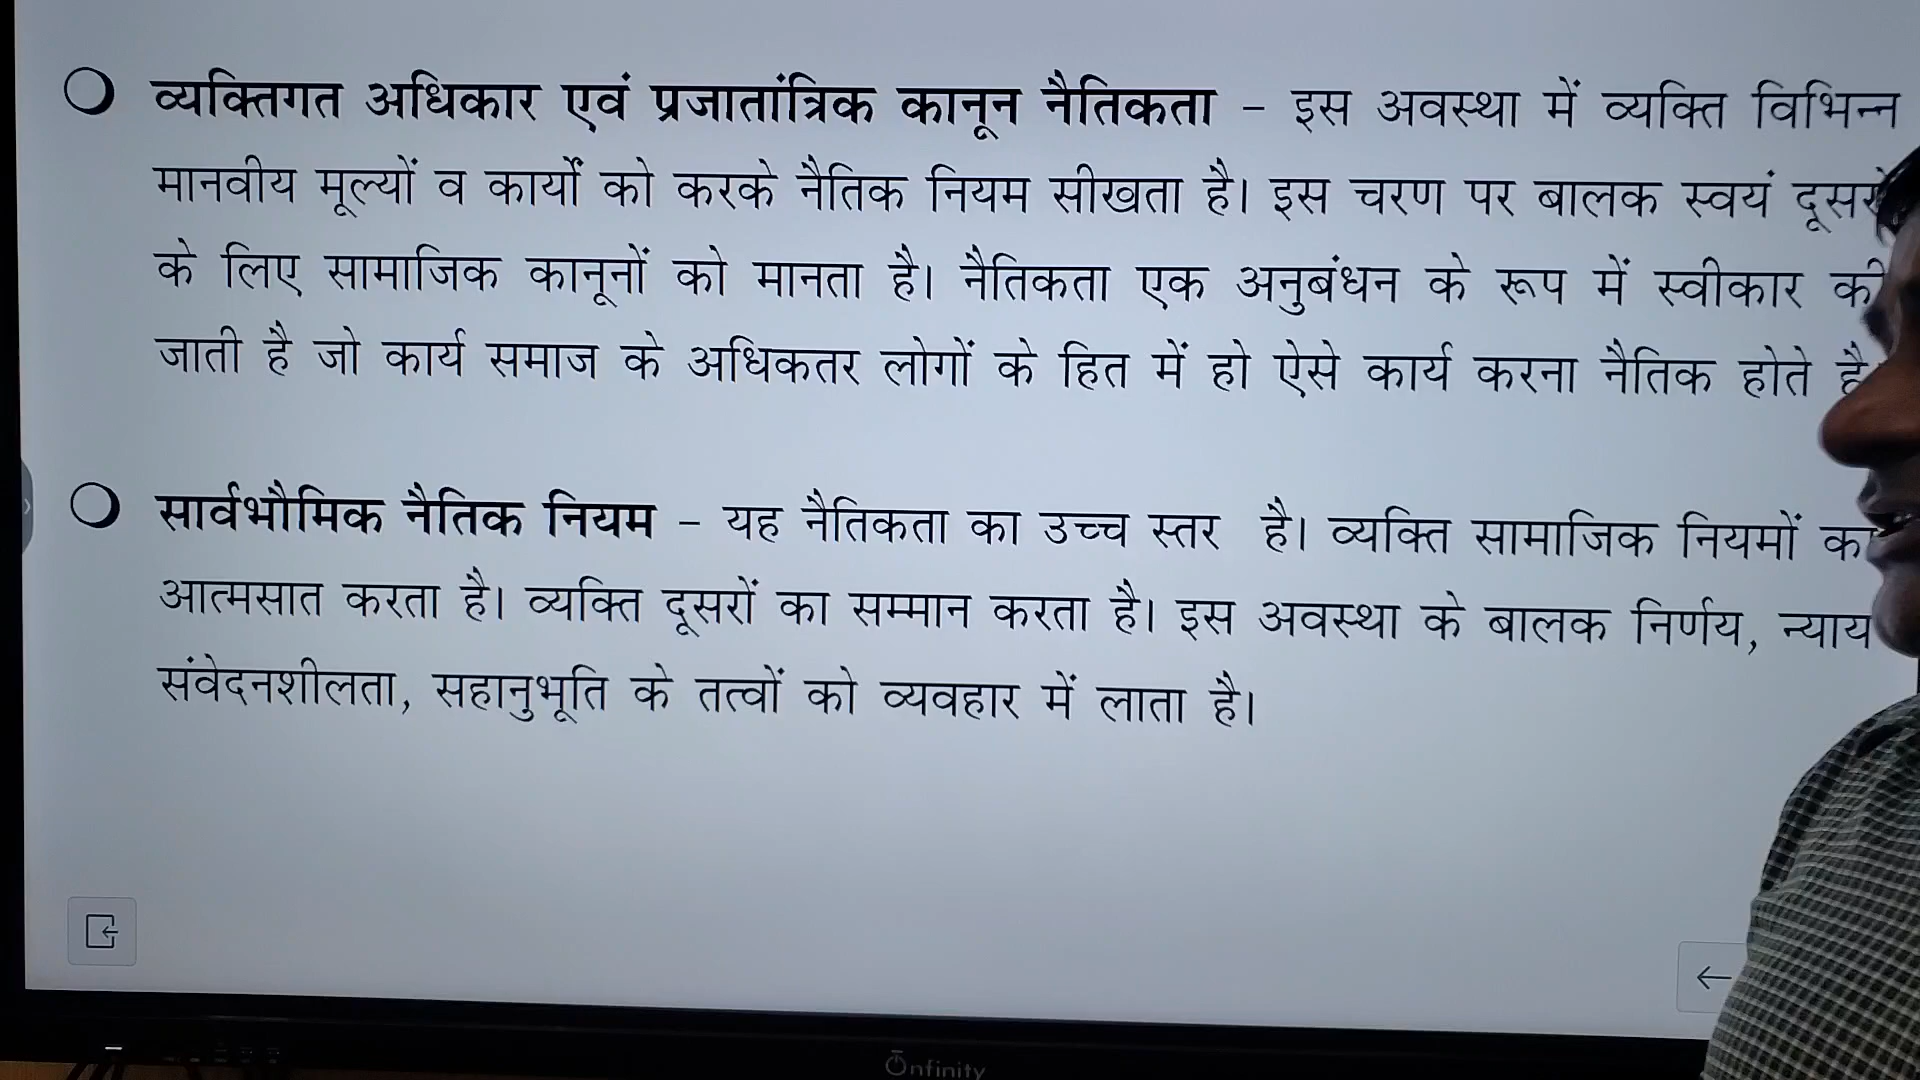 व्यक्तिगत अधिकार एवं प्रजातांत्रिक कानून नैतिकता - इस अवस्था में व्यक्ति विभिन्न
मानवीय मूल्यों व कार्यों को करके नैतिक नियम सीखता है। इस चरण पर बालक स्वयं
के लिए सामाजिक कानूनों को मानता है। नैतिकता एक अनुबंधन के रूप में स्वीकार की
जाती है जो कार्य समाज के अधिकतर लोगों के हित में हो ऐसे कार्य करना नैतिक होते है
सार्वभौमिक नैतिक नियम - यह नैतिकता का उच्च स्तर है। व्यक्ति सामाजिक नियमों
आत्मसात करता है। व्यक्ति दूसरों का सम्मान करता है। इस अवस्था के बालक निर्णय, न्याय
संवेदनशीलता, सहानुभूति के तत्वों को व्यवहार में लाता है।
Onfinity